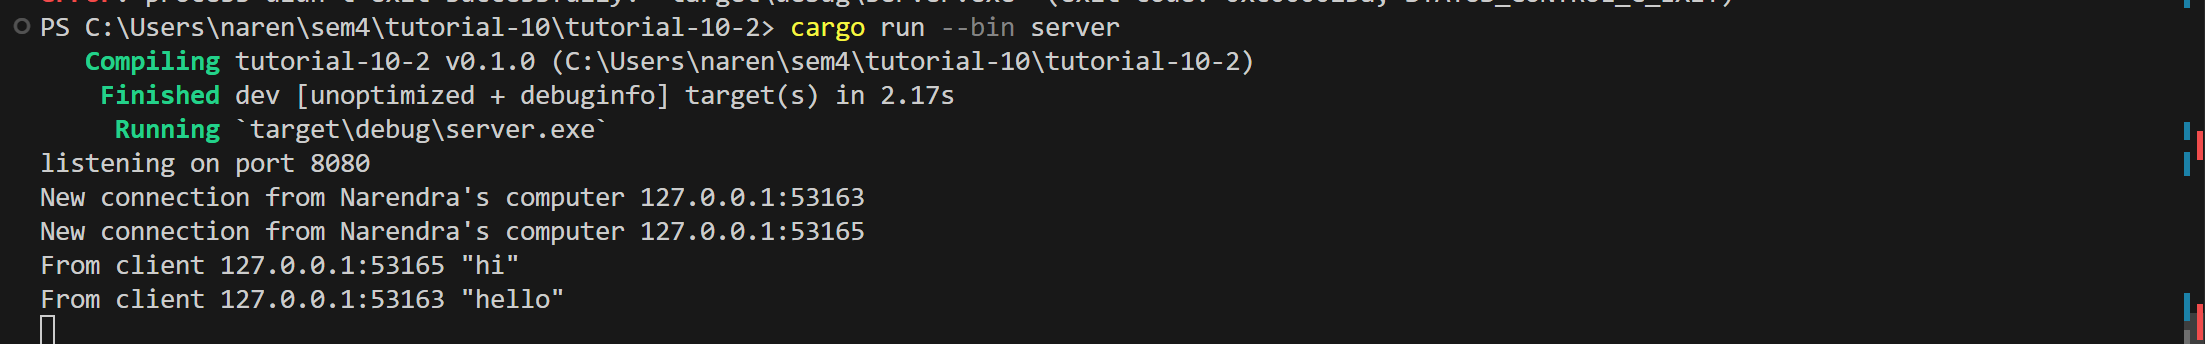 PS C:\Users\naren\sem4\tutorial-10\tutorial-10-2> cargo run --bin server
Compiling tutorial-10-2 v0.1.0 (C:\Users\naren\sem4\tutorial-10\tutorial-10-2)
Finished dev [unoptimized + debuginfo] target(s) in 2.17s
Running `target\debug\server.exe`
listening on port 8080
New connection from Narendra's computer 127.0.0.1:53163
New connection from Narendra's computer 127.0.0.1:53165
From client 127.0.0.1:53165 "hi"
From client 127.0.0.1:53163 "hello"